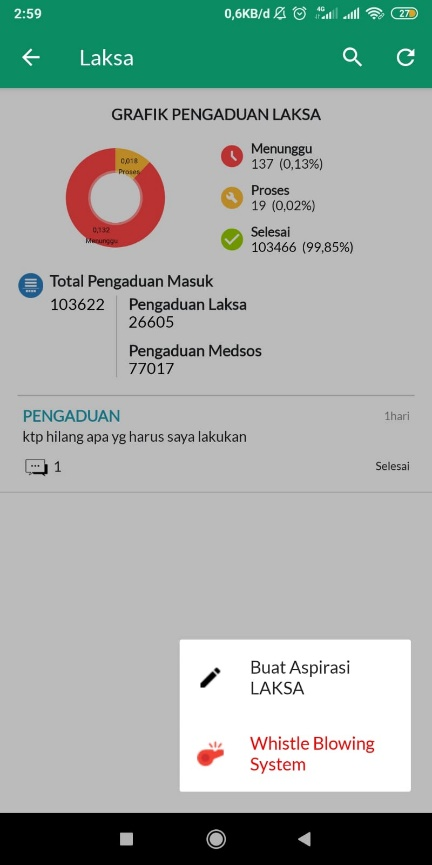 2:59
0,6KB/d
4G
27
Laksa
GRAFIK PENGADUAN LAKSA
0,018
Proses
0,132
Menunggu
Menunggu
137 (0,13%)
Proses
19 (0,02%)
Selesai
103466 (99,85%)
Total Pengaduan Masuk
103622
Pengaduan Laksa
26605
Pengaduan Medsos
77017
PENGADUAN
1hari
ktp hilang apa yg harus saya lakukan
1
Selesai
Buat Aspirasi
LAKSA
Whistle Blowing
System